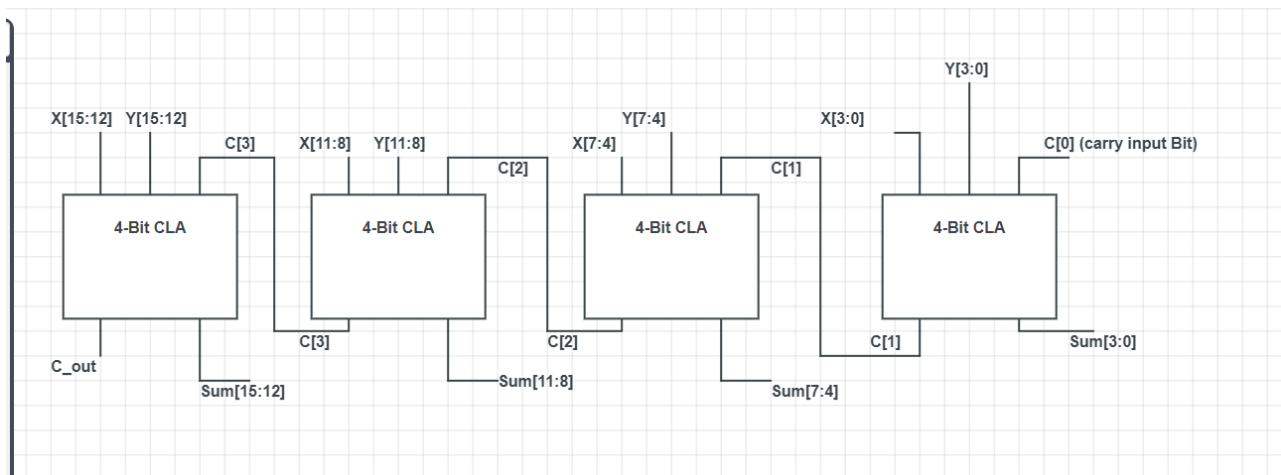 Y[3:0]
X[15:12] Y[15:12]
Y[7:4]
X[3:0]
C[3]
X[11:8]
Y[11:8]
X[7:4]
C[0] (carry input Bit)
C[2]
C[1]
4-Bit CLA
4-Bit CLA
4-Bit CLA
4-Bit CLA
C[3]
C[2]
C[1]
Sum[3:0]
C_out
Sum[15:12]
Sum[11:8]
Sum[7:4]